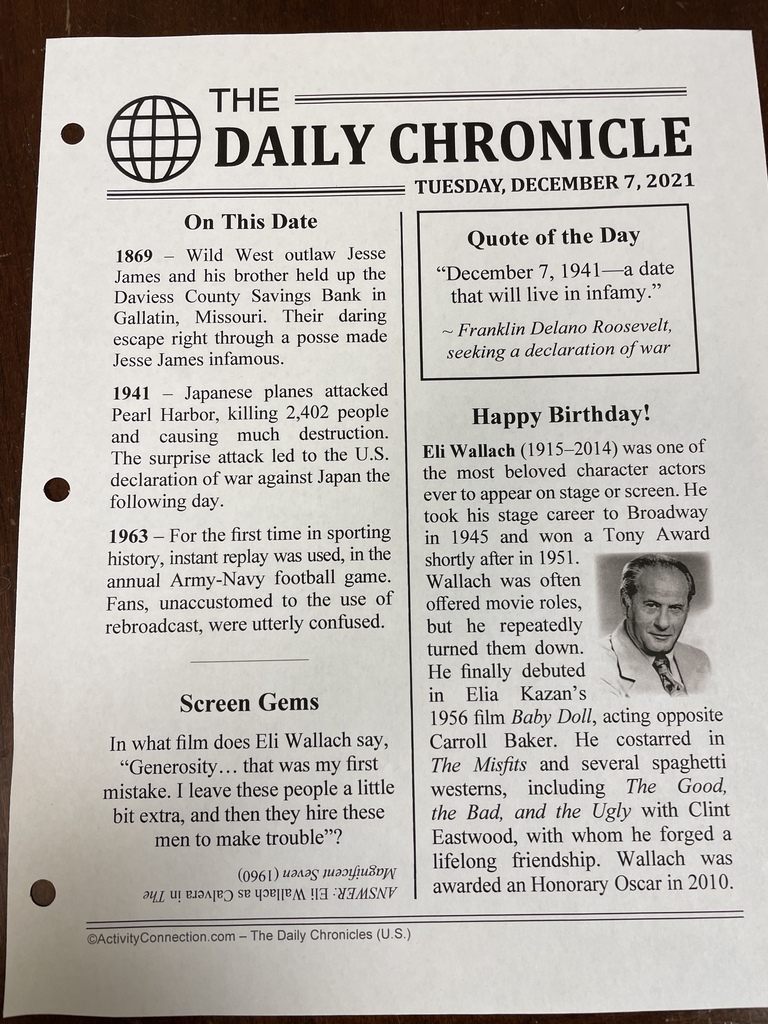 THE
DAILY CHRONICLE
TUESDAY, DECEMBER 7, 2021
On This Date
1869 – Wild West outlaw Jesse
James and his brother held up the
Daviess County Savings Bank in
Gallatin, Missouri. Their daring
escape right through a posse made
Jesse James infamous.
1941 – Japanese planes attacked
Pearl Harbor, killing 2,402 people
and causing much destruction.
The surprise attack led to the U.S.
declaration of war against Japan the
following day.
1963 – For the first time in sporting
history, instant replay was used, in the
annual Army-Navy football game.
Fans, unaccustomed to the use of
rebroadcast, were utterly confused.
Screen Gems
In what film does Eli Wallach say,
“Generosity… that was my first
mistake. I leave these people a little
bit extra, and then they hire these
men to make trouble”?
ANSWER: Eli Wallach as Calvera in The
Magnificent Seven (1960)
Quote of the Day
“December 7, 1941—a date
that will live in infamy.”
~ Franklin Delano Roosevelt,
seeking a declaration of war
Happy Birthday!
Eli Wallach (1915–2014) was one of
the most beloved character actors
ever to appear on stage or screen. He
took his stage career to Broadway
in 1945 and won a Tony Award
shortly after in 1951.
Wallach was often
offered movie roles,
but he repeatedly
turned them down.
He finally debuted
in Elia Kazan’s
1956 film Baby Doll, acting opposite
Carroll Baker. He costarred in
The Misfits and several spaghetti
westerns, including The Good,
the Bad, and the Ugly with Clint
Eastwood, with whom he forged a
lifelong friendship. Wallach was
awarded an Honorary Oscar in 2010.
©ActivityConnection.com – The Daily Chronicles (U.S.)